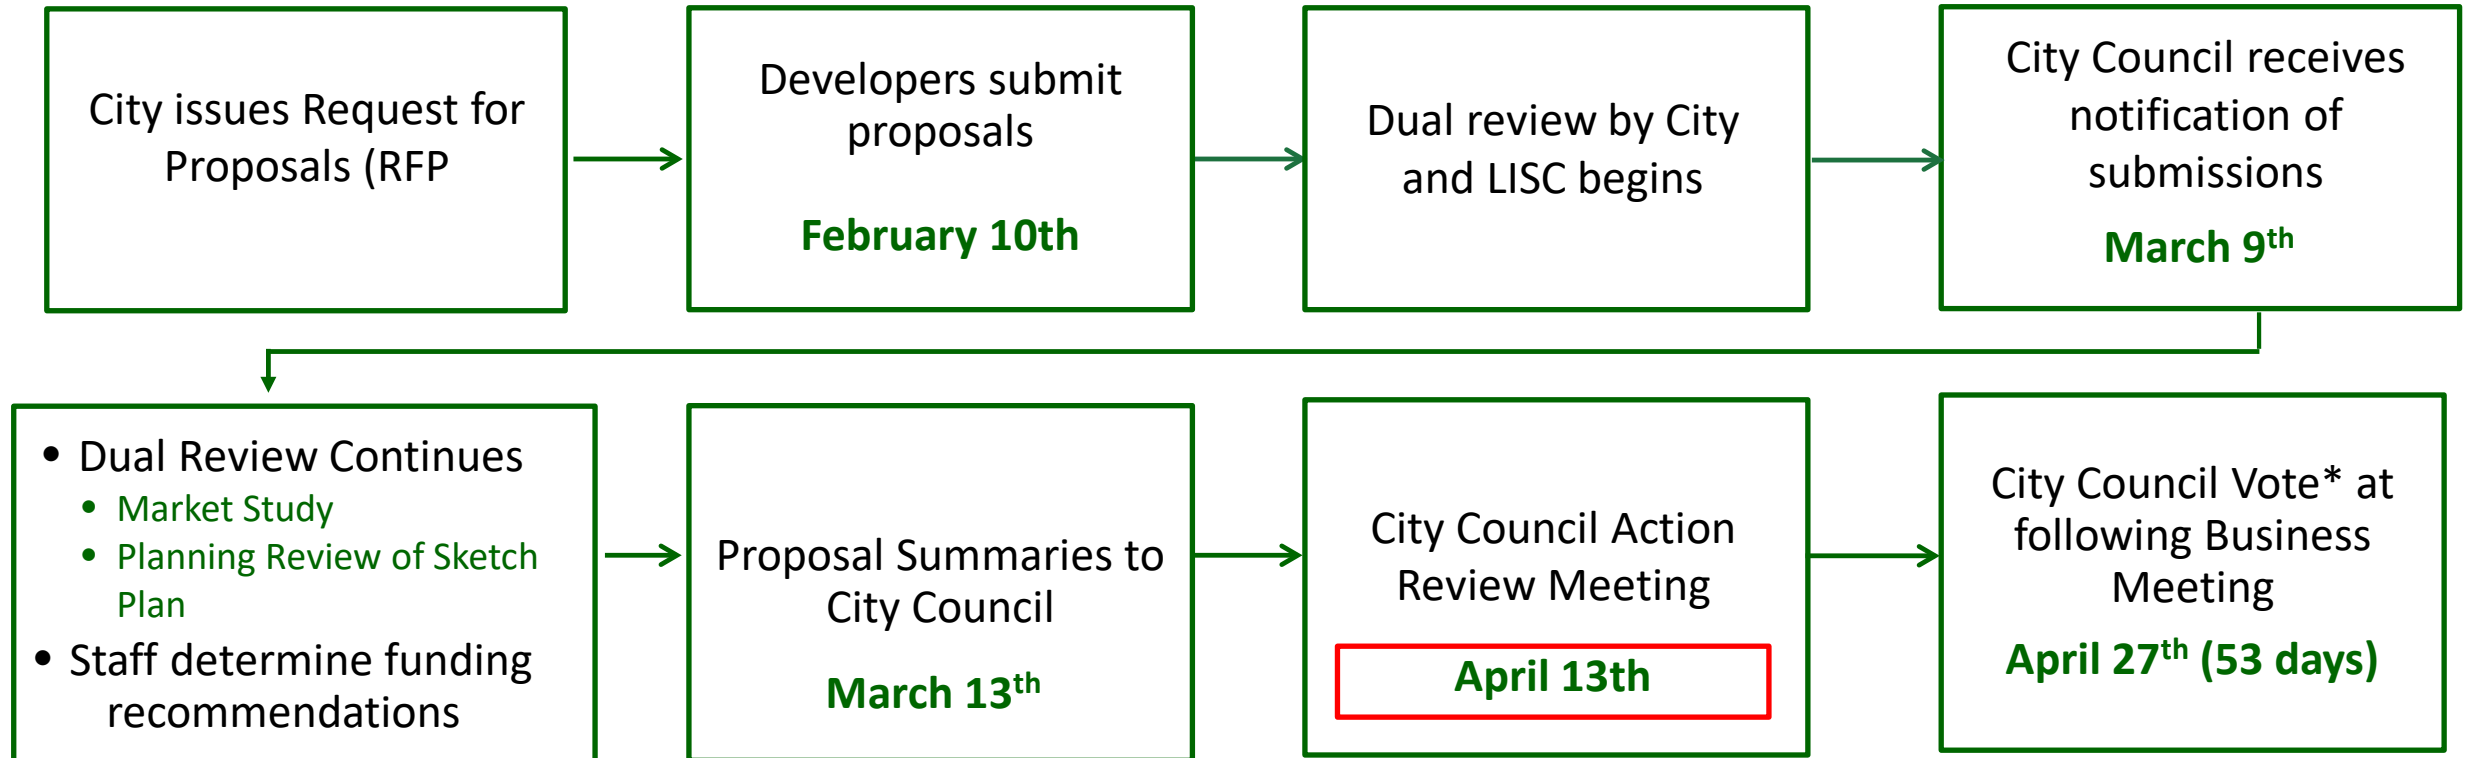 City issues Request for
Proposals (RFP
Developers submit
proposals
February 10th
Dual review by City
and LISC begins
City Council receives
notification of
submissions
March 9th
• Dual Review Continues
• Market Study
• Planning Review of Sketch
Plan
• Staff determine funding
recommendations
Proposal Summaries to
City Council
March 13th
City Council Action
Review Meeting
April 13th
City Council Vote* at
following Business
Meeting
April 27th (53 days)